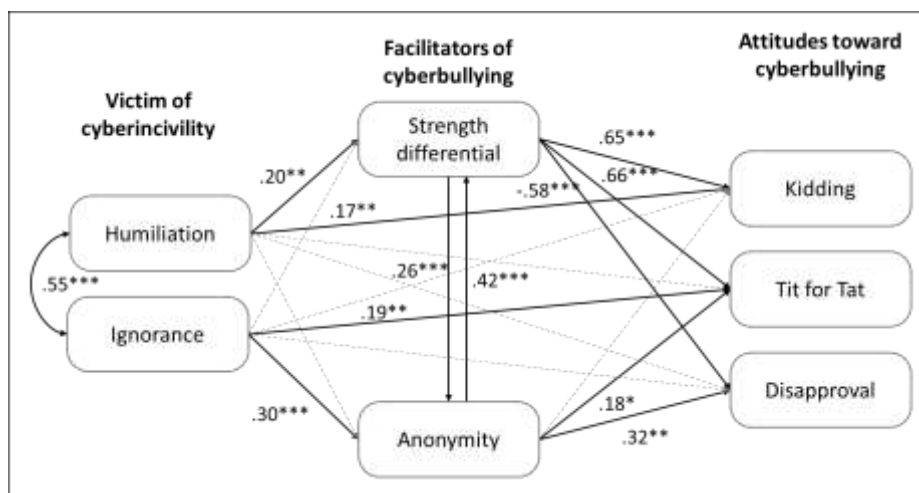 Facilitators of
cyberbullying
Attitudes toward
cyberbullying
Victim of
cyberincivility
Strength
differential
Humiliation
Ignorance
Anonymity
Kidding
Tit for Tat
Disapproval
.55***
.20**
.17**
.26***
.42***
.19**
.30***
.65***
.66***
-.58***
.18*
.32**